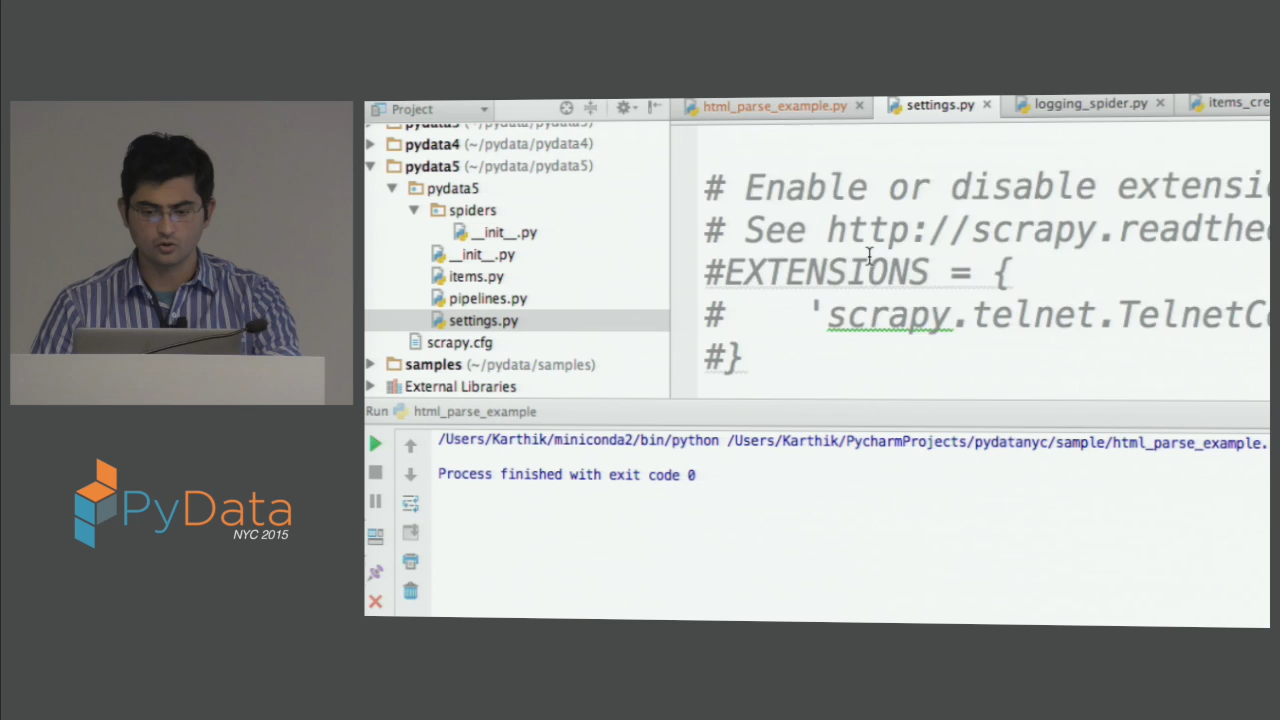 Project
html_parse_example.py
settings.py
logging_spider.py
items_cre
pydata4 (~/pydata/pydata4)
pydata5 (~/pydata/pydata5)
pydata5
spiders
__init__.py
__init__.py
items.py
pipelines.py
settings.py
scrapy.cfg
samples (~/pydata/samples)
External Libraries
# Enable or disable extensi
# See http://scrapy.readthe
#EXTENSIONS = {
# 'scrapy.telnet.TelnetC
#}
Run html_parse_example
/Users/Karthik/miniconda2/bin/python /Users/Karthik/PycharmProjects/pydatanyc/sample/html_parse_example.
Process finished with exit code 0
PyData
NYC 2015